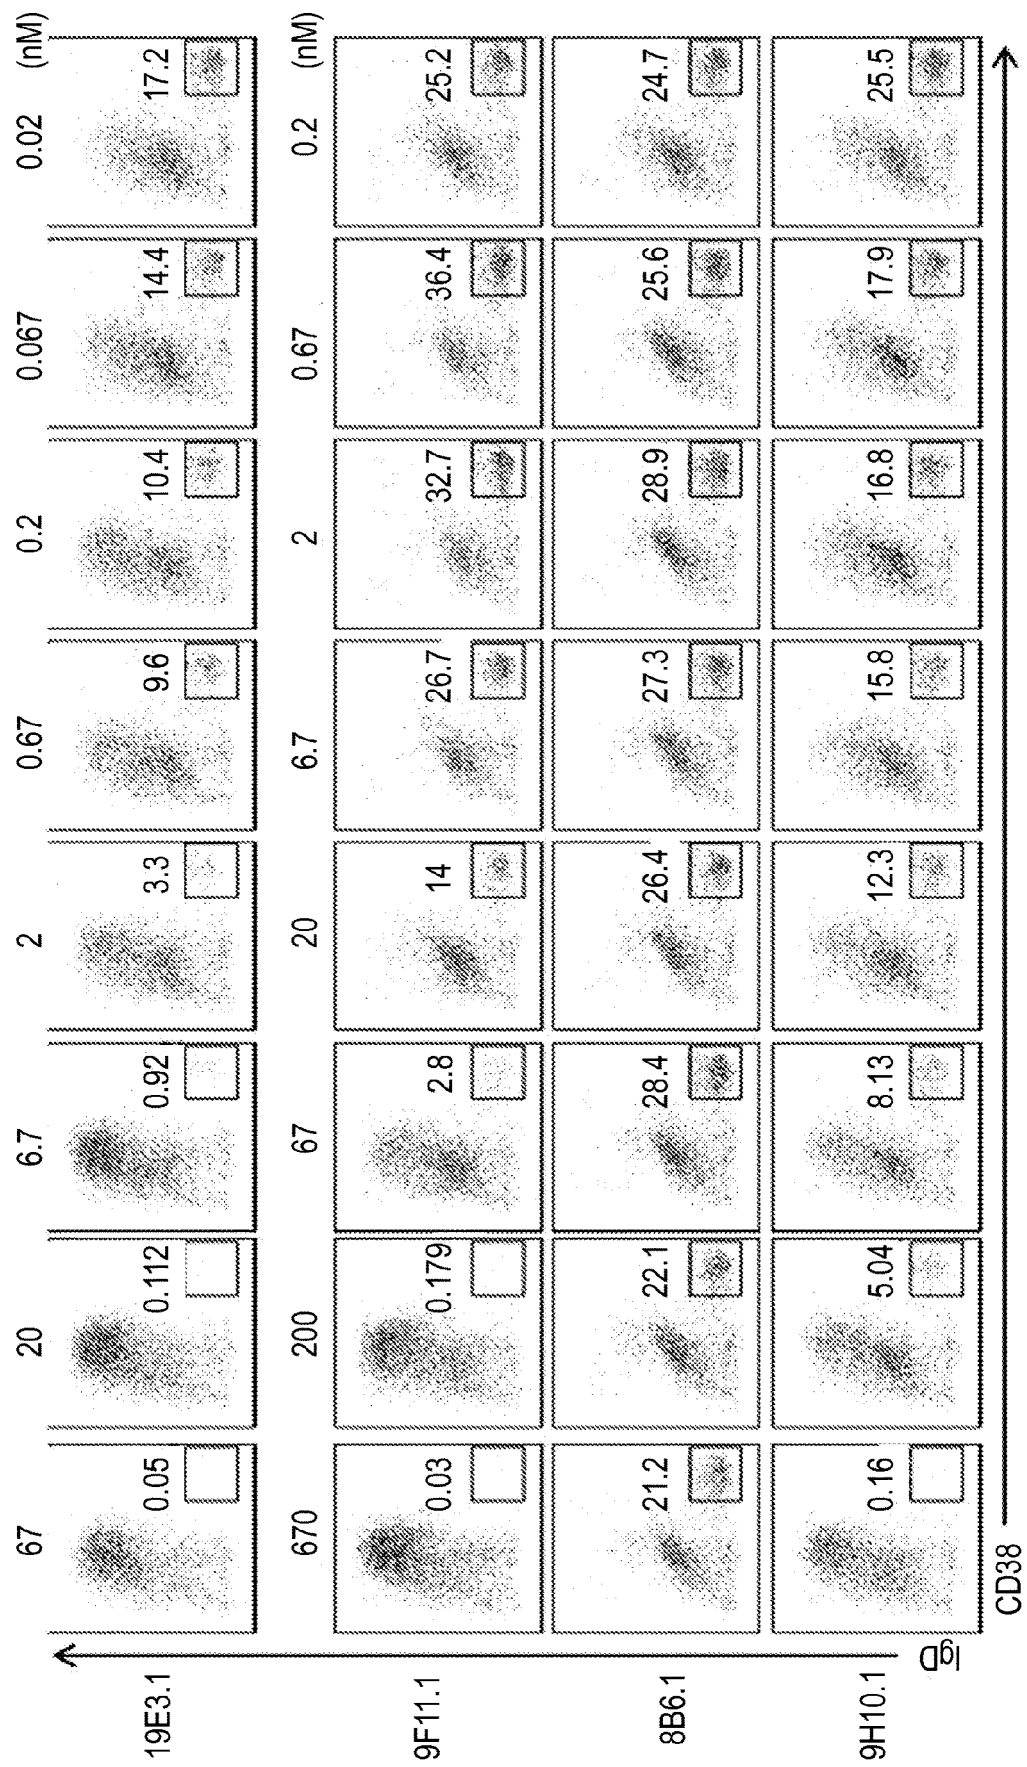 67 20 6.7 2 0.67 0.2 0.067 0.02 (nM)
19E3.1 0.05 0.112 0.92 3.3 9.6 10.4 14.4 17.2
670 200 67 20 6.7 2 0.67 0.2 (nM)
9F11.1 0.03 0.179 2.8 14 26.7 32.7 36.4 25.2
8B6.1 21.2 22.1 28.4 26.4 27.3 28.9 25.6 24.7
9H10.1 0.16 5.04 8.13 12.3 15.8 16.8 17.9 25.5
IgD
CD38